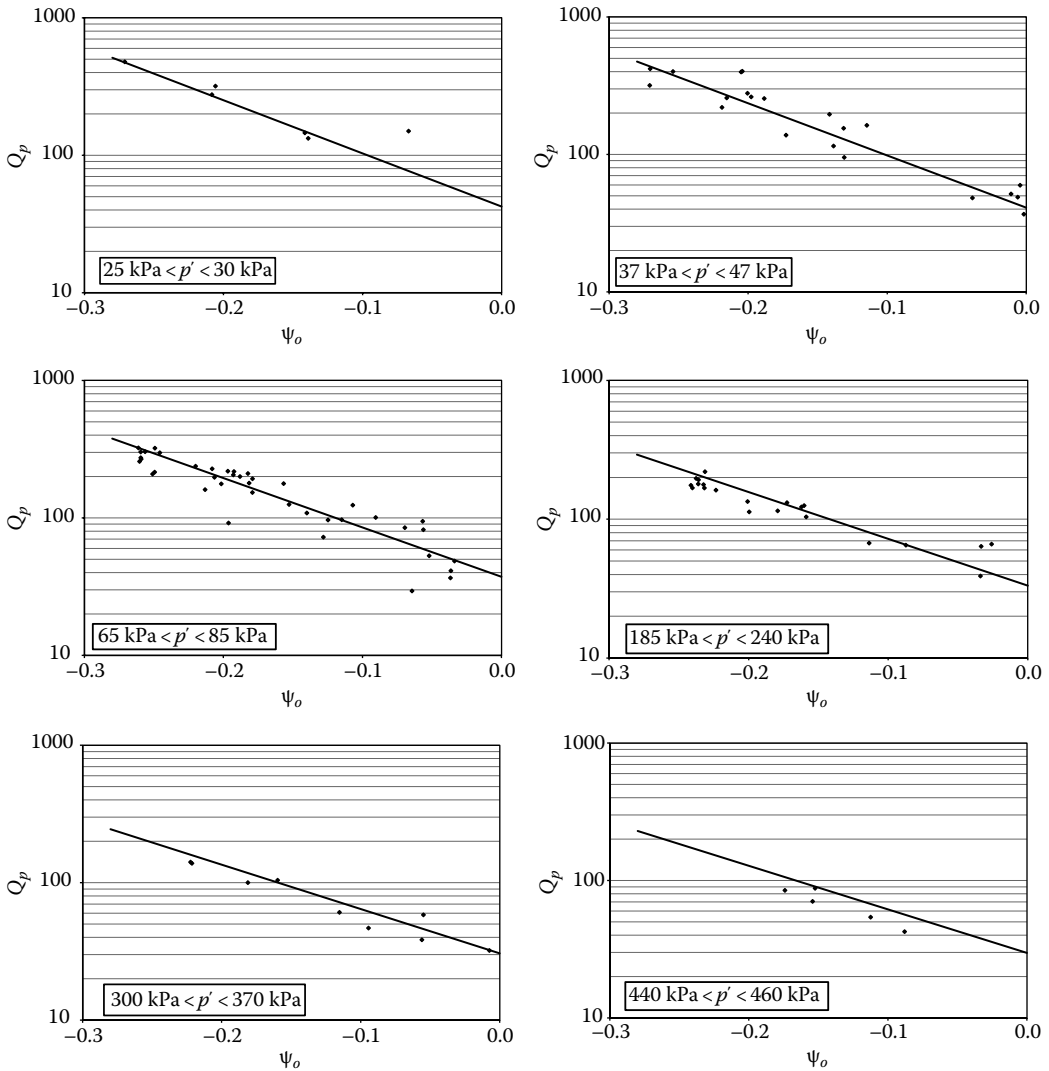 1000
100
10
Q_p
25 kPa < p′ < 30 kPa
−0.3 −0.2 −0.1 0.0
ψ_o
1000
100
10
Q_p
37 kPa < p′ < 47 kPa
−0.3 −0.2 −0.1 0.0
ψ_o
1000
100
10
Q_p
65 kPa < p′ < 85 kPa
−0.3 −0.2 −0.1 0.0
ψ_o
1000
100
10
Q_p
185 kPa < p′ < 240 kPa
−0.3 −0.2 −0.1 0.0
ψ_o
1000
100
10
Q_p
300 kPa < p′ < 370 kPa
−0.3 −0.2 −0.1 0.0
ψ_o
1000
100
10
Q_p
440 kPa < p′ < 460 kPa
−0.3 −0.2 −0.1 0.0
ψ_o